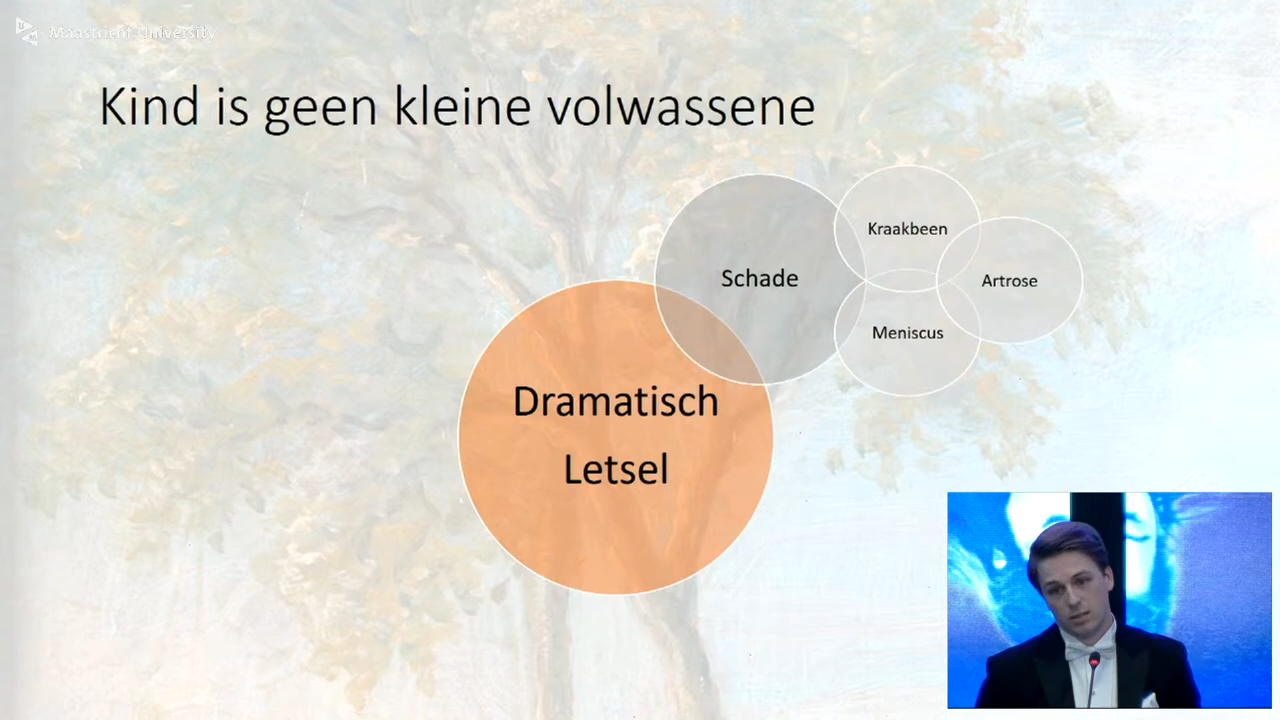 Maastricht University
Kind is geen kleine volwassene
Schade
Kraakbeen
Artrose
Meniscus
Dramatisch
Letsel